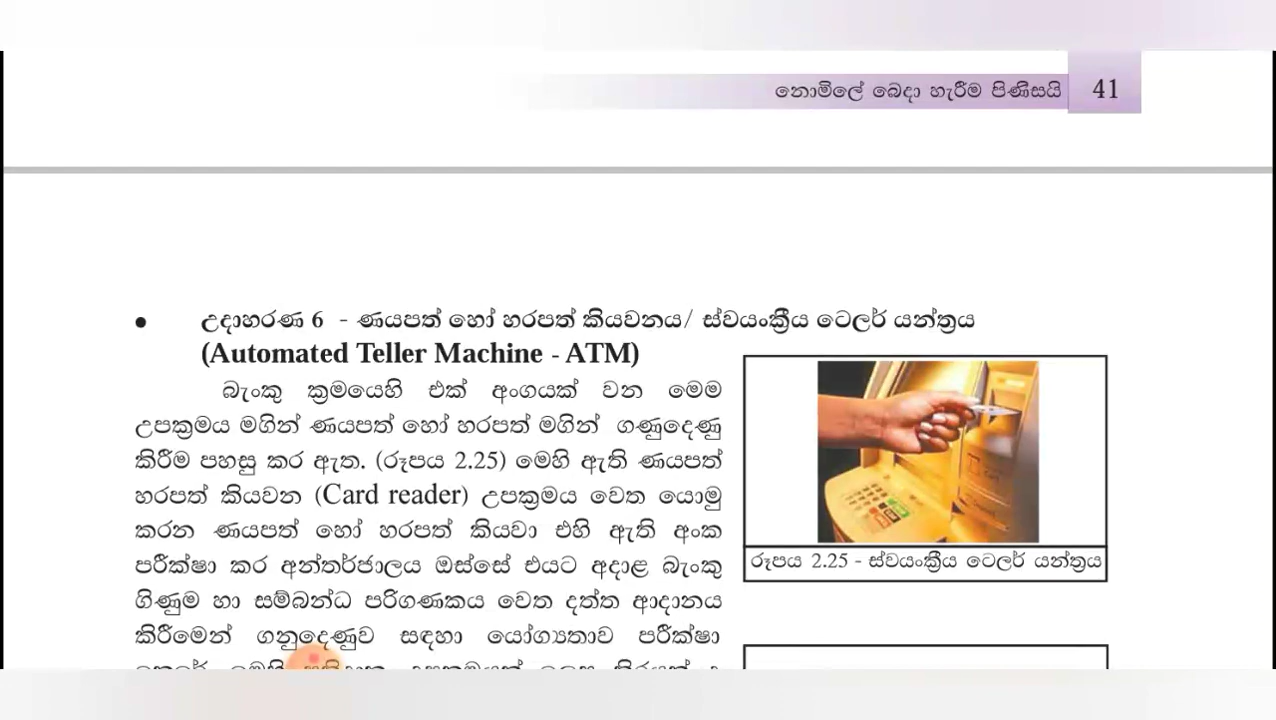 නොමිලේ බෙදා හැරීම පිණිසයි 41
● උදාහරණ 6 - ණයපත් හෝ හරපත් කියවනය/ ස්වයංක්‍රීය ටෙලර් යන්ත්‍රය
(Automated Teller Machine - ATM)
බැංකු ක්‍රමයෙහි එක් අංගයක් වන මෙම
උපක්‍රමය මගින් ණයපත් හෝ හරපත් මගින් ගණුදෙණු
කිරීම පහසු කර ඇත. (රූපය 2.25) මෙහි ඇති ණයපත්
හරපත් කියවන (Card reader) උපක්‍රමය වෙත යොමු
කරන ණයපත් හෝ හරපත් කියවා එහි ඇති අංක
පරීක්ෂා කර අන්තර්ජාලය ඔස්සේ එයට අදාළ බැංකු
ගිණුම හා සම්බන්ධ පරිගණකය වෙත දත්ත ආදානය
කිරීමෙන් ගනුදෙණුව සඳහා යෝග්‍යතාව පරීක්ෂා
රූපය 2.25 - ස්වයංක්‍රීය ටෙලර් යන්ත්‍රය